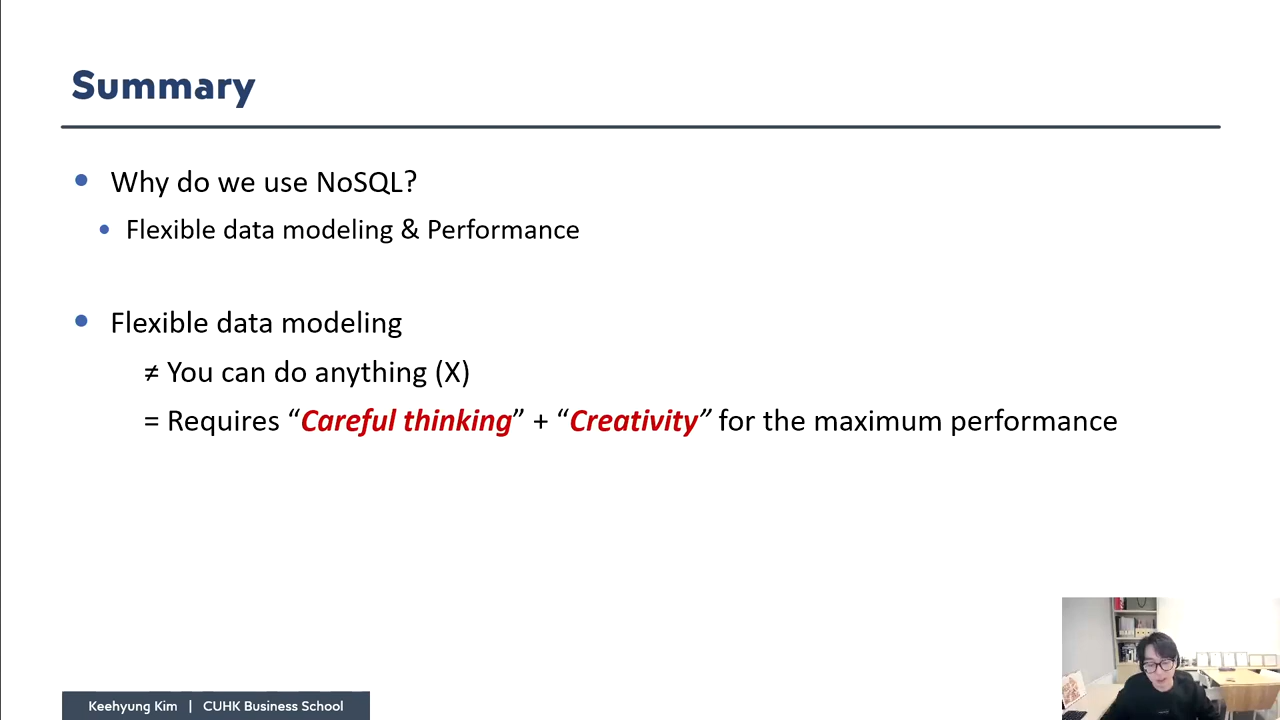 Summary
• Why do we use NoSQL?
• Flexible data modeling & Performance
• Flexible data modeling
≠ You can do anything (X)
= Requires “Careful thinking” + “Creativity” for the maximum performance
Keehyung Kim | CUHK Business School